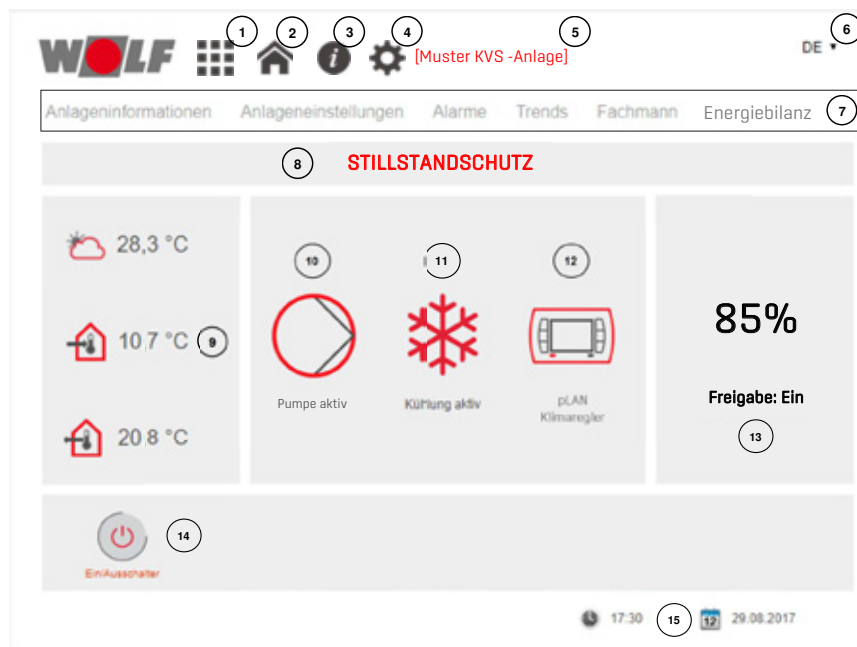 1 2 3 4 5 6
WOLF [Muster KVS -Anlage] DE
Anlageninformationen Anlageneinstellungen Alarme Trends Fachmann Energiebilanz 7
8 STILLSTANDSCHUTZ
28,3 °C
10 11 12
10,7 °C 9
85%
Pumpe aktiv Kühlung aktiv pLAN
Klimaregler
Freigabe: Ein
20,8 °C
13
14
Ein/Ausschalter
17:30 15 12 29.08.2017